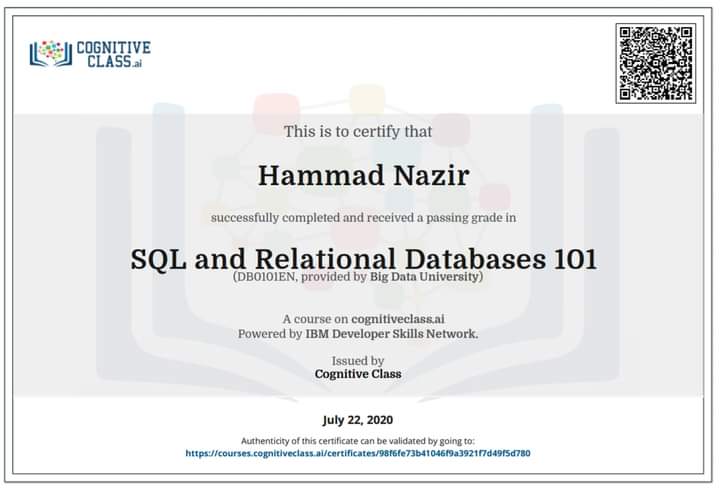 COGNITIVE
CLASS.ai
This is to certify that
Hammad Nazir
successfully completed and received a passing grade in
SQL and Relational Databases 101
(DB0101EN, provided by Big Data University)
A course on cognitiveclass.ai
Powered by IBM Developer Skills Network.
Issued by
Cognitive Class
July 22, 2020
Authenticity of this certificate can be validated by going to:
https://courses.cognitiveclass.ai/certificates/98f6fe73b41046f9a3921f7d49f5d780